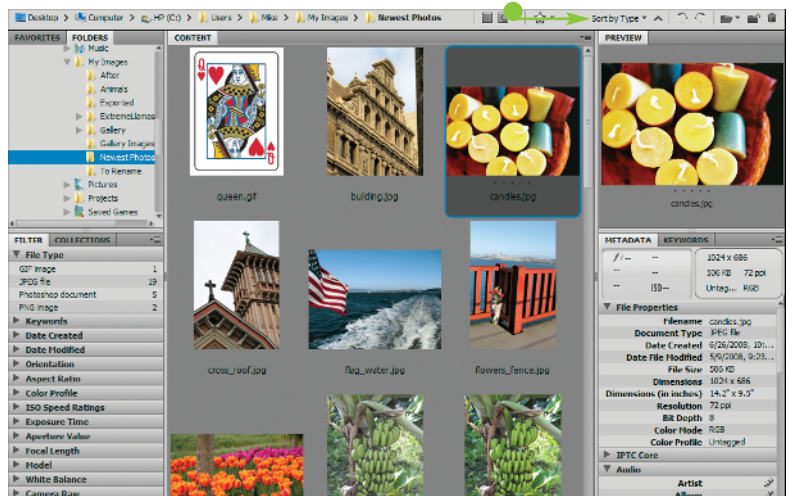 Desktop > Computer > HP (C:) > Users > Mike > My Images > Newest Photos
Sort by Type
FAVORITES FOLDERS
Music
My Images
After
Animals
Exported
ExtremeLlamas
Gallery
Gallery Images
Newest Photos
To Rename
Pictures
Projects
Saved Games
FILTER COLLECTIONS
File Type
GIF image 1
JPEG file 19
Photoshop document 5
PNG image 2
Keywords
Date Created
Date Modified
Orientation
Aspect Ratio
Color Profile
ISO Speed Ratings
Exposure Time
Aperture Value
Focal Length
Model
White Balance
Camera Raw
CONTENT
Q
Q
queen.gif
building.jpg
candles.jpg
cross_roof.jpg
flag_water.jpg
flowers_fence.jpg
PREVIEW
candles.jpg
METADATA KEYWORDS
f/-- --
-- --
-- ISO--
1024 x 686
506 KB 72 ppi
Untag... RGB
File Properties
Filename candles.jpg
Document Type JPEG file
Date Created 6/26/2008, 10:...
Date File Modified 5/9/2008, 9:23...
File Size 506 KB
Dimensions 1024 x 686
Dimensions (in inches) 14.2" x 9.5"
Resolution 72 ppi
Bit Depth 8
Color Mode RGB
Color Profile Untagged
IPTC Core
Audio
Artist
Album